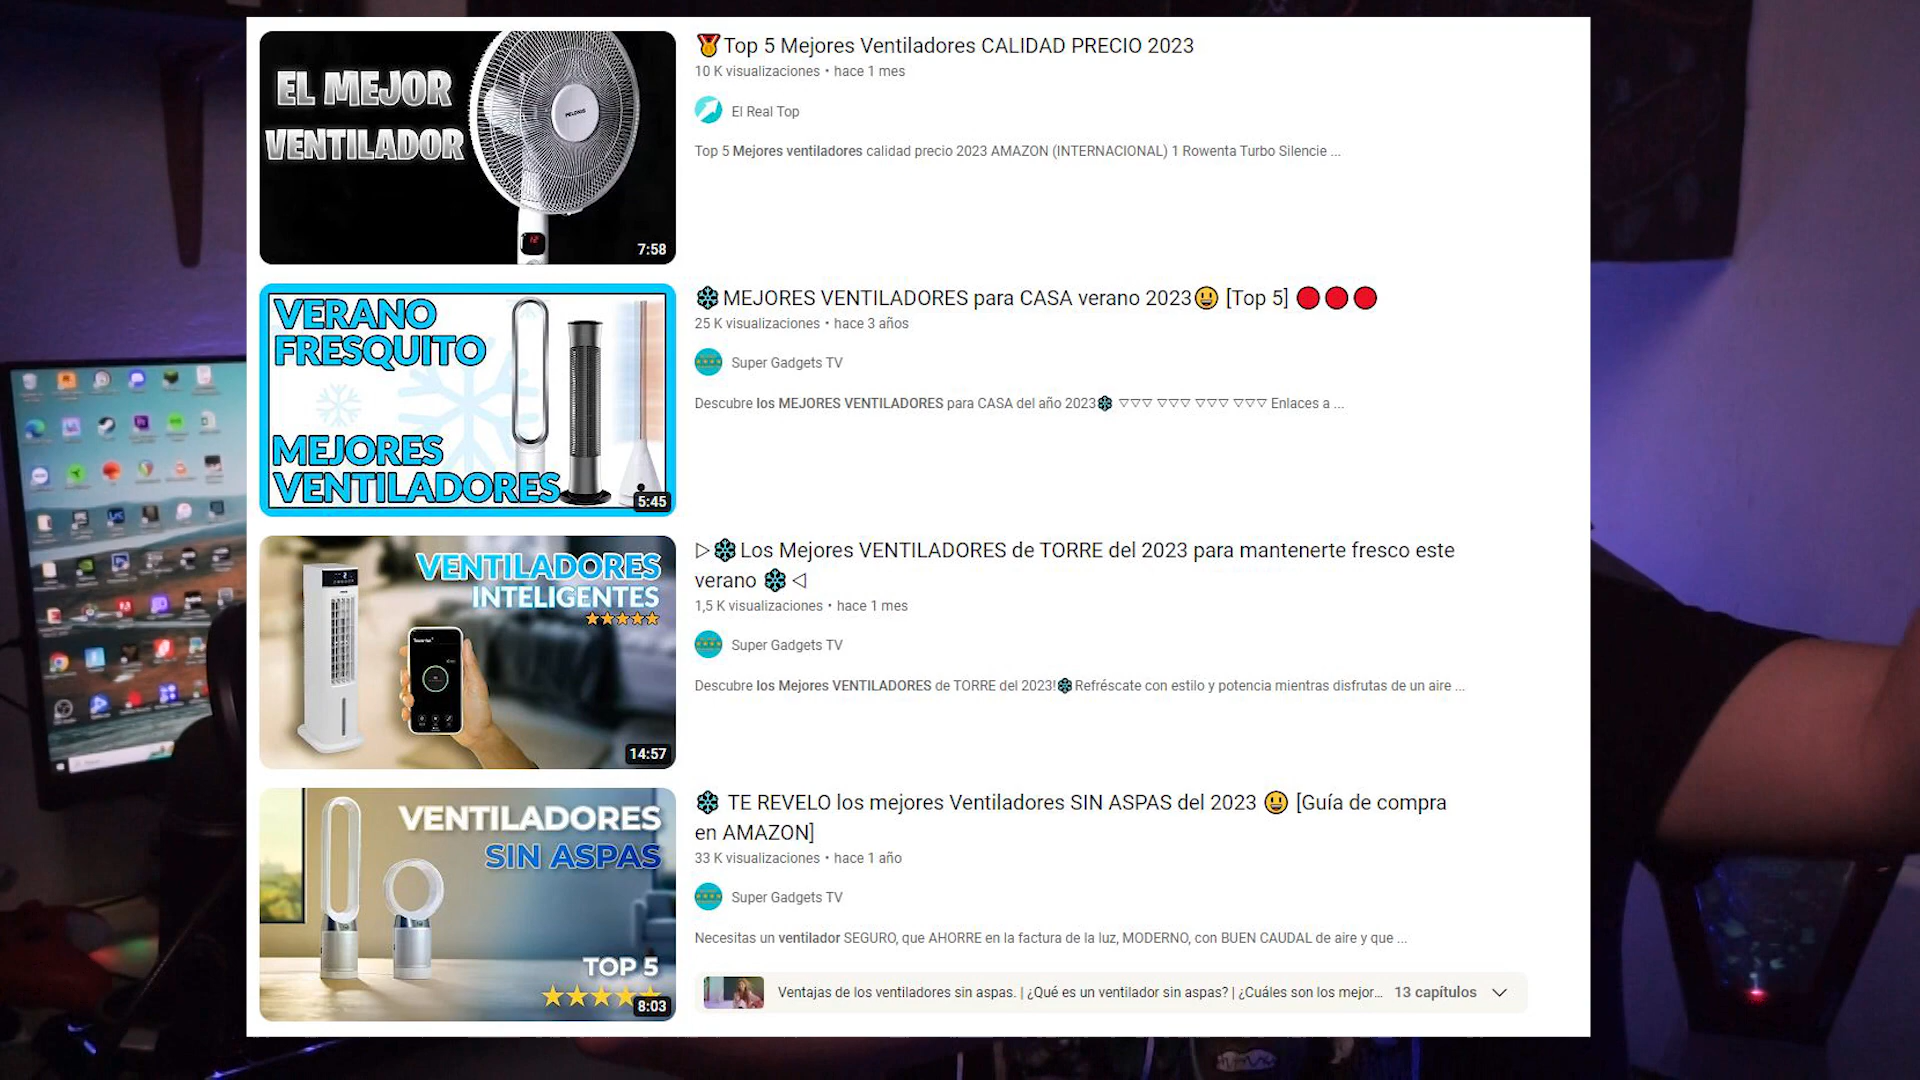 EL MEJOR
VENTILADOR
7:58
🥇Top 5 Mejores Ventiladores CALIDAD PRECIO 2023
10 K visualizaciones • hace 1 mes
El Real Top
Top 5 Mejores ventiladores calidad precio 2023 AMAZON (INTERNACIONAL) 1 Rowenta Turbo Silencie ...
VERANO
FRESQUITO
MEJORES
VENTILADORES
5:45
❄MEJORES VENTILADORES para CASA verano 2023😃 [Top 5] 🔴🔴🔴
25 K visualizaciones • hace 3 años
Super Gadgets TV
Descubre los MEJORES VENTILADORES para CASA del año 2023❄ ▽▽▽ ▽▽▽ ▽▽▽ ▽▽▽ Enlaces a ...
VENTILADORES
INTELIGENTES
14:57
▷❄Los Mejores VENTILADORES de TORRE del 2023 para mantenerte fresco este
verano ❄◁
1,5 K visualizaciones • hace 1 mes
Super Gadgets TV
Descubre los Mejores VENTILADORES de TORRE del 2023!❄Refréscate con estilo y potencia mientras disfrutas de un aire ...
VENTILADORES
SIN ASPAS
TOP 5
8:03
❄ TE REVELO los mejores Ventiladores SIN ASPAS del 2023 😃 [Guía de compra
en AMAZON]
33 K visualizaciones • hace 1 año
Super Gadgets TV
Necesitas un ventilador SEGURO, que AHORRE en la factura de la luz, MODERNO, con BUEN CAUDAL de aire y que ...
Ventajas de los ventiladores sin aspas. | ¿Qué es un ventilador sin aspas? | ¿Cuáles son los mejor... 13 capítulos